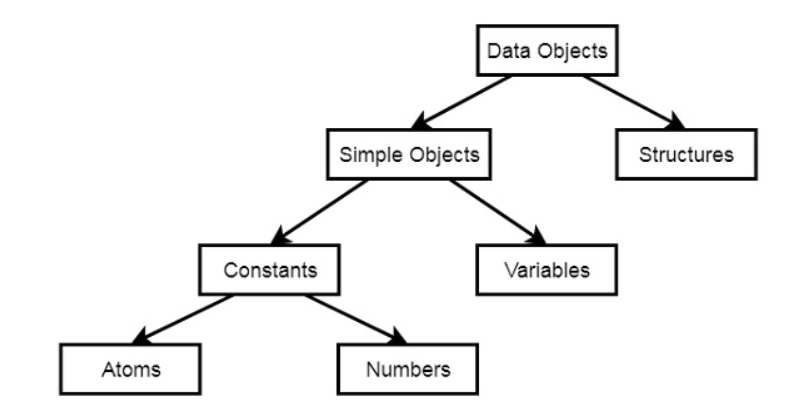 Data Objects
Simple Objects
Structures
Constants
Variables
Atoms
Numbers